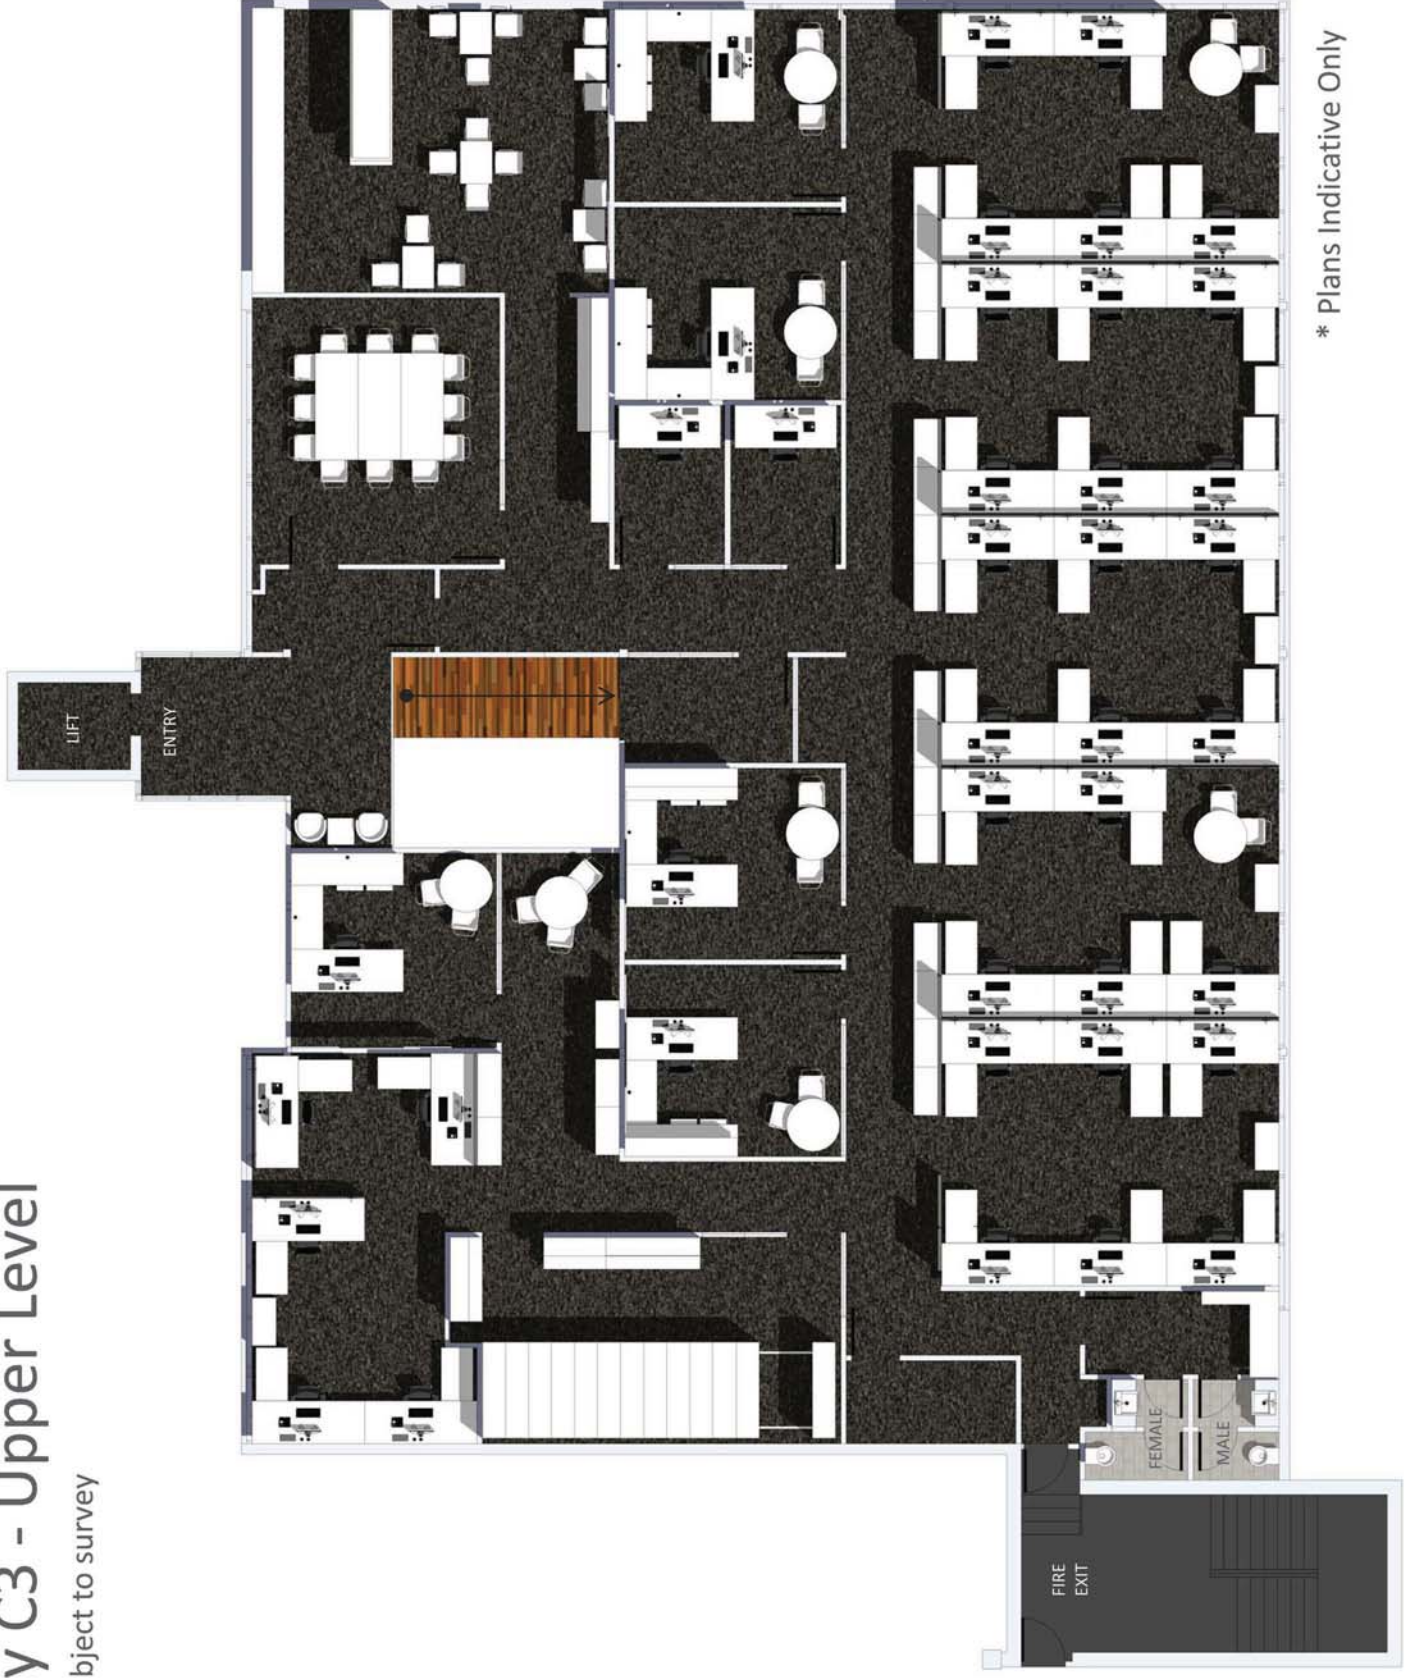 y C3 - Upper Level
bject to survey
LIFT
ENTRY
FEMALE
MALE
FIRE
EXIT
* Plans Indicative Only